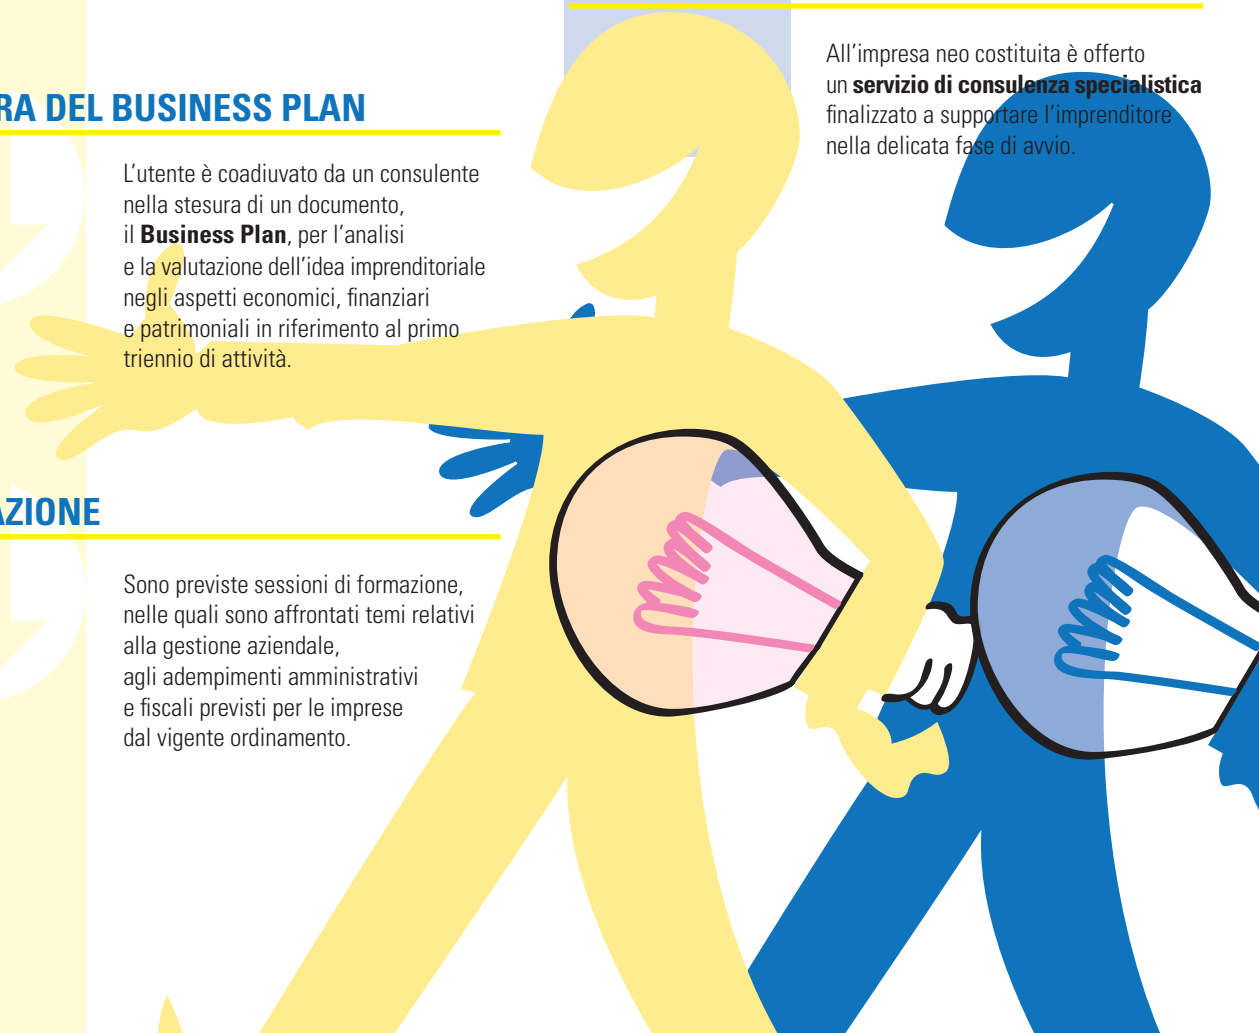 RA DEL BUSINESS PLAN
L'utente è coadiuvato da un consulente
nella stesura di un documento,
il Business Plan, per l'analisi
e la valutazione dell'idea imprenditoriale
negli aspetti economici, finanziari
e patrimoniali in riferimento al primo
triennio di attività.
AZIONE
Sono previste sessioni di formazione,
nelle quali sono affrontati temi relativi
alla gestione aziendale,
agli adempimenti amministrativi
e fiscali previsti per le imprese
dal vigente ordinamento.
All'impresa neo costituita è offerto
un servizio di consulenza specialistica
finalizzato a supportare l'imprenditore
nella delicata fase di avvio.